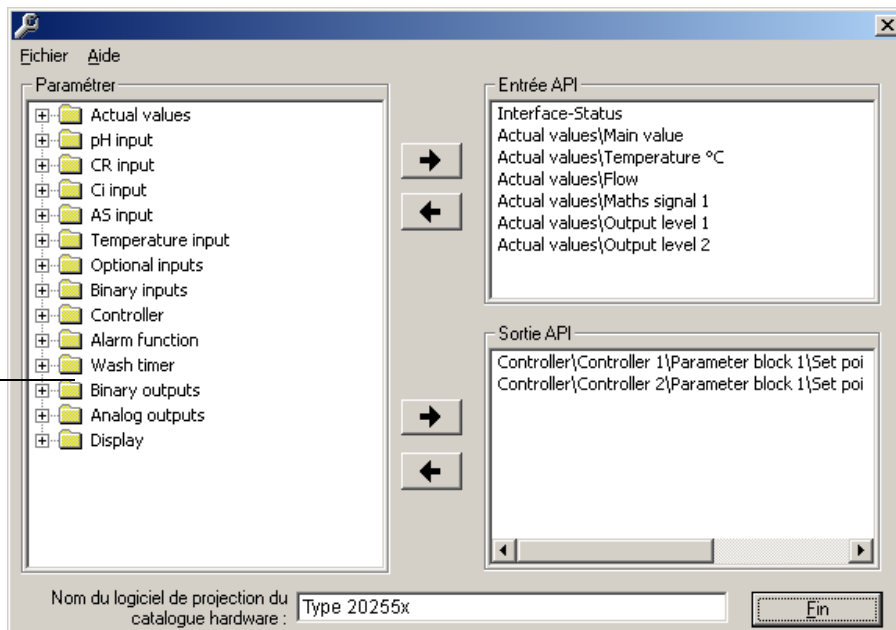 Fichier Aide
Paramétrer
Actual values
pH input
CR input
Ci input
AS input
Temperature input
Optional inputs
Binary inputs
Controller
Alarm function
Wash timer
Binary outputs
Analog outputs
Display
Entrée API
Interface-Status
Actual values\Main value
Actual values\Temperature °C
Actual values\Flow
Actual values\Maths signal 1
Actual values\Output level 1
Actual values\Output level 2
Sortie API
Controller\Controller 1\Parameter block 1\Set poi
Controller\Controller 2\Parameter block 1\Set poi
Nom du logiciel de projection du
catalogue hardware :
Type 20255x
Fin